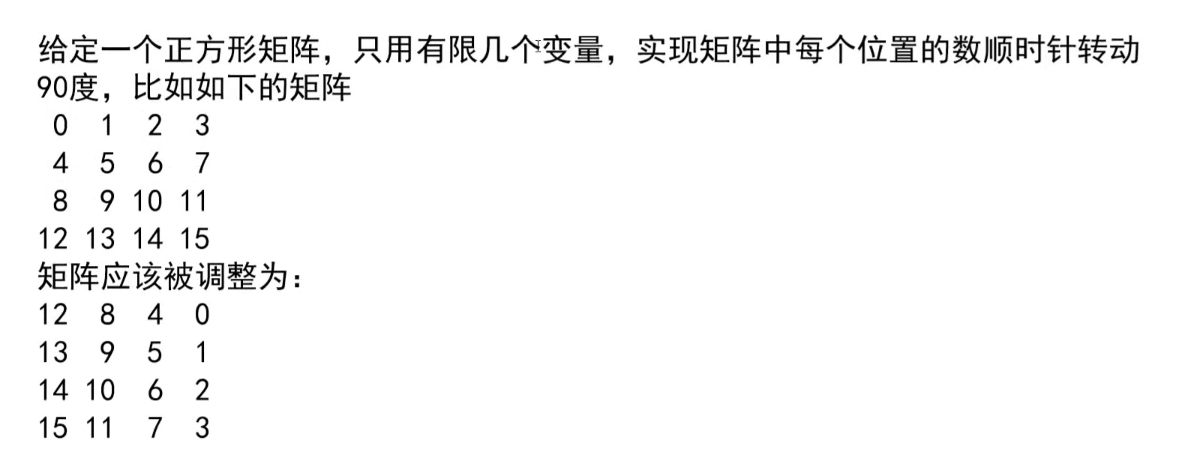 给定一个正方形矩阵，只用有限几个变量，实现矩阵中每个位置的数顺时针转动
90度，比如如下的矩阵
0 1 2 3
4 5 6 7
8 9 10 11
12 13 14 15
矩阵应该被调整为：
12 8 4 0
13 9 5 1
14 10 6 2
15 11 7 3